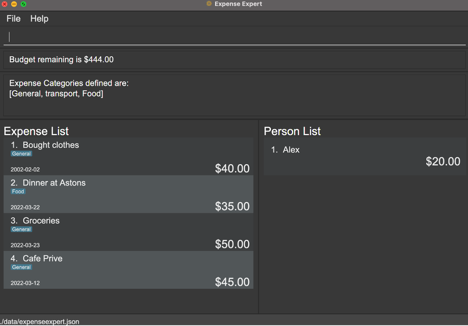 Expense Expert
File Help
Budget remaining is $444.00
Expense Categories defined are:
[General, transport, Food]
Expense List
1. Bought clothes
General
2022-02-02
$40.00
2. Dinner at Astons
Food
2022-03-22
$35.00
3. Groceries
General
2022-03-23
$50.00
4. Cafe Prive
General
2022-03-12
$45.00
Person List
1. Alex
$20.00
./data/expenseexpert.json